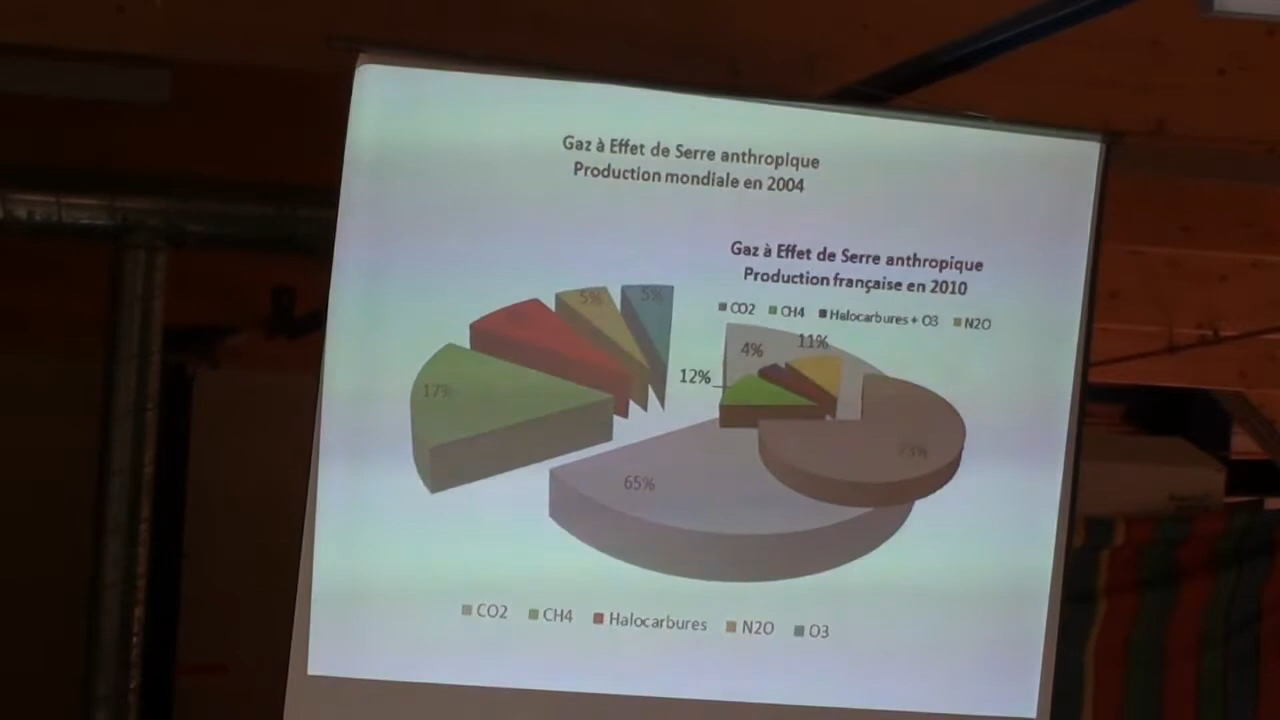 Gaz à Effet de Serre anthropique
Production mondiale en 2004
Gaz à Effet de Serre anthropique
Production française en 2010
CO2 CH4 Halocarbures + O3 N2O
5% 5%
4% 11%
12%
17%
73%
65%
CO2 CH4 Halocarbures N2O O3